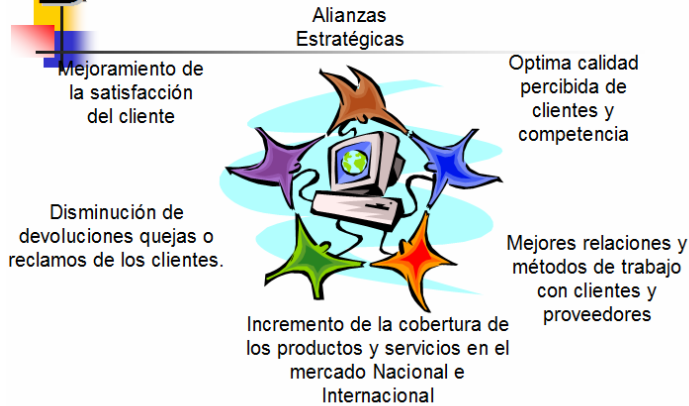 Alianzas
Estratégicas
Mejoramiento de
la satisfacción
del cliente
Optima calidad
percibida de
clientes y
competencia
Disminución de
devoluciones quejas o
reclamos de los clientes.
Mejores relaciones y
métodos de trabajo
con clientes y
proveedores
Incremento de la cobertura de
los productos y servicios en el
mercado Nacional e
Internacional